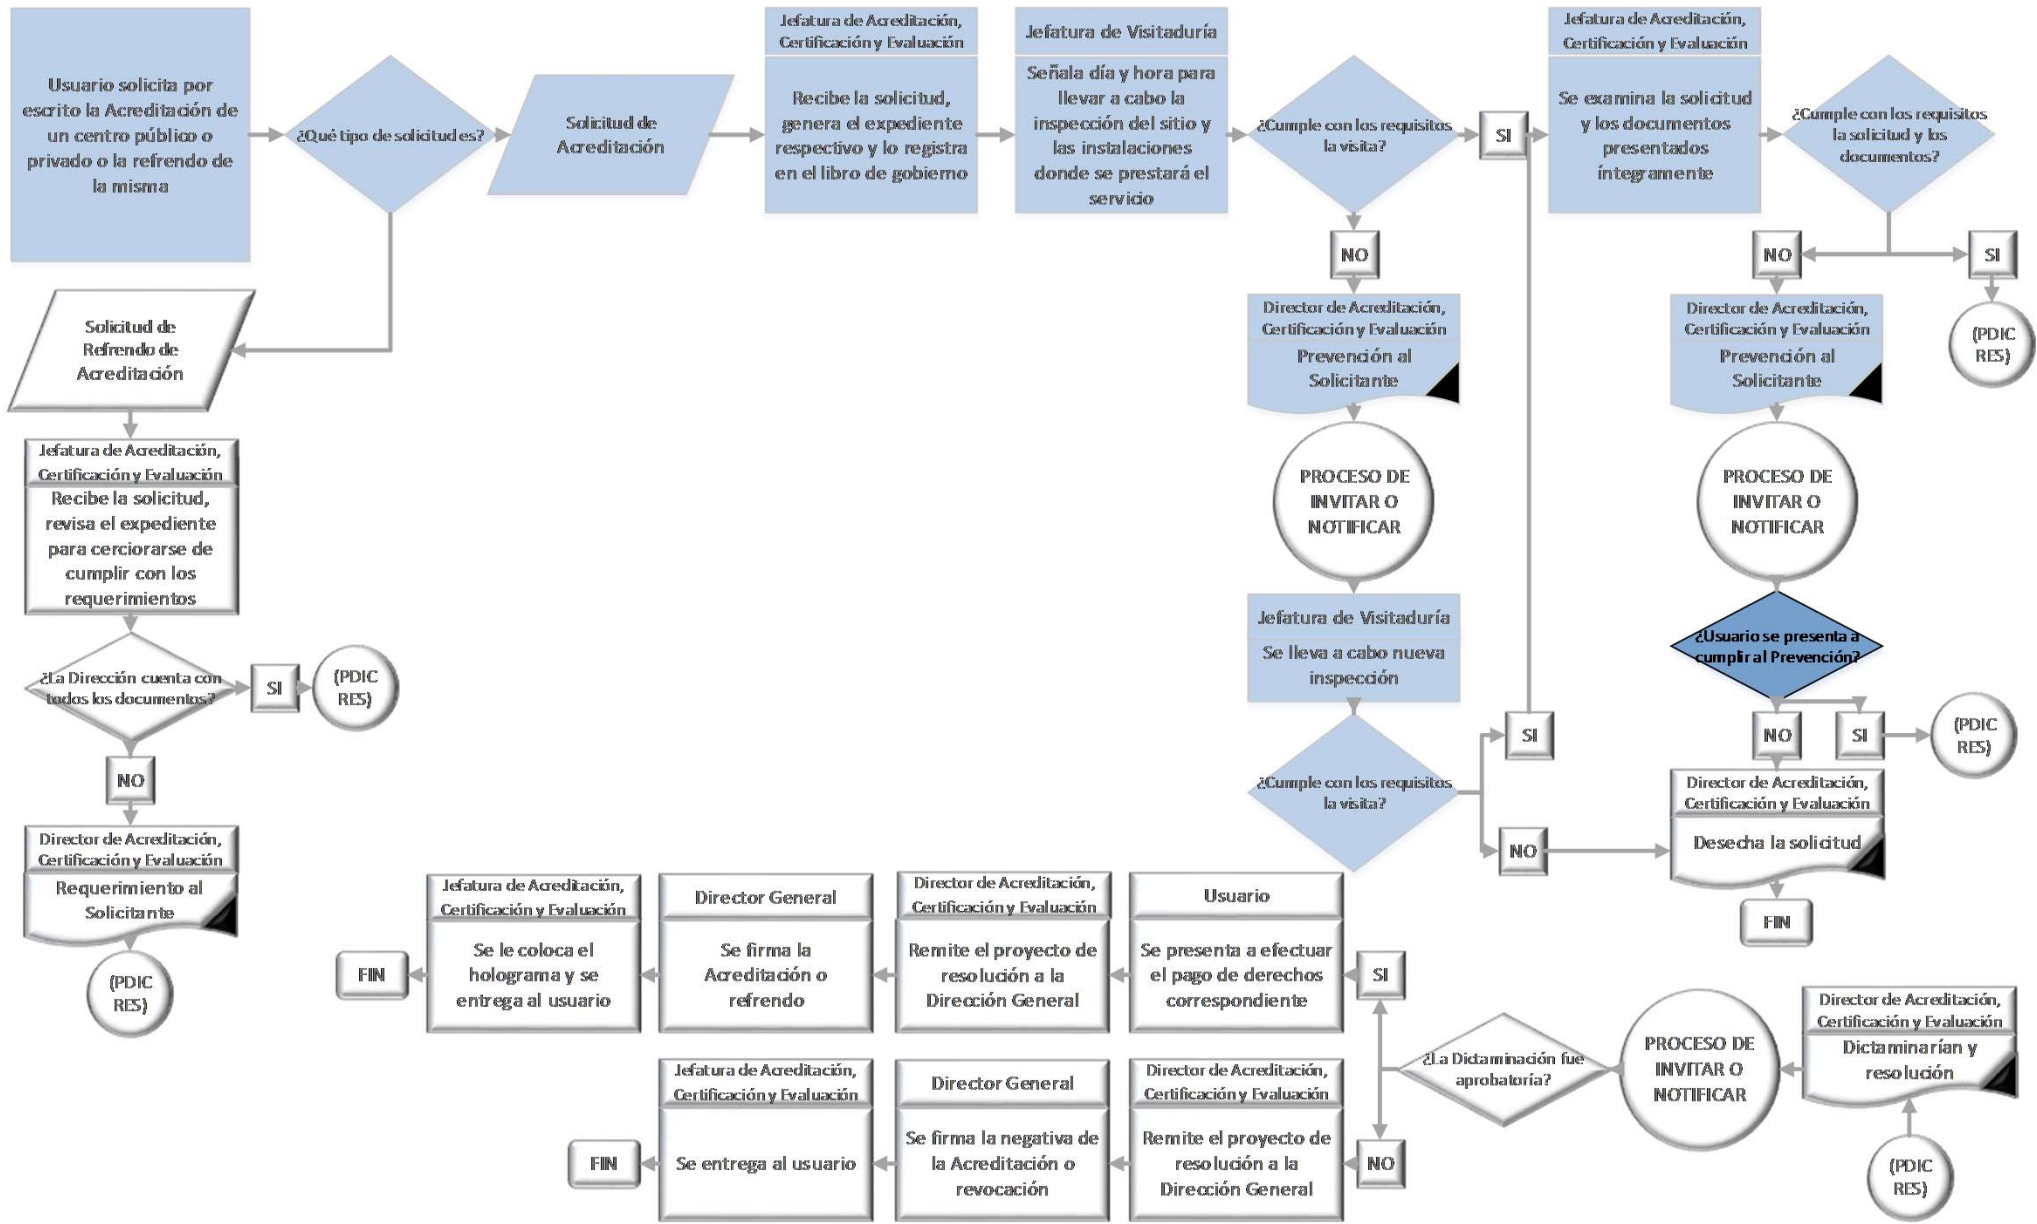 Usuario solicita por
escrito la Acreditación de
un centro público o
privado o la refrendo de
la misma
¿Qué tipo de solicitud es?
Solicitud de
Acreditación
Jefatura de Acreditación,
Certificación y Evaluación
Recibe la solicitud,
genera el expediente
respectivo y lo registra
en el libro de gobierno
Jefatura de Visitaduría
Señala día y hora para
llevar a cabo la
inspección del sitio y
las instalaciones
donde se prestará el
servicio
¿Cumple con los requisitos
la visita?
SI
Jefatura de Acreditación,
Certificación y Evaluación
Se examina la solicitud
y los documentos
presentados
íntegramente
¿Cumple con los requisitos
la solicitud y los
documentos?
NO
SI
(PDIC
RES)
NO
Director de Acreditación,
Certificación y Evaluación
Prevención al
Solicitante
PROCESO DE
INVITAR O
NOTIFICAR
Jefatura de Visitaduría
Se lleva a cabo nueva
inspección
¿Cumple con los requisitos
la visita?
SI
NO
Director de Acreditación,
Certificación y Evaluación
Prevención al
Solicitante
PROCESO DE
INVITAR O
NOTIFICAR
¿Usuario se presenta a
cumplir al Prevención?
NO
SI
(PDIC
RES)
Director de Acreditación,
Certificación y Evaluación
Desecha la solicitud
FIN
Solicitud de
Refrendo de
Acreditación
Jefatura de Acreditación,
Certificación y Evaluación
Recibe la solicitud,
revisa el expediente
para cerciorarse de
cumplir con los
requerimientos
¿La Dirección cuenta con
todos los documentos?
SI
(PDIC
RES)
NO
Director de Acreditación,
Certificación y Evaluación
Requerimiento al
Solicitante
(PDIC
RES)
(PDIC
RES)
Director de Acreditación,
Certificación y Evaluación
Dictaminarían y
resolución
PROCESO DE
INVITAR O
NOTIFICAR
¿La Dictaminación fue
aprobatoría?
SI
Usuario
Se presenta a efectuar
el pago de derechos
correspondiente
Director de Acreditación,
Certificación y Evaluación
Remite el proyecto de
resolución a la
Dirección General
Director General
Se firma la
Acreditación o
refrendo
Jefatura de Acreditación,
Certificación y Evaluación
Se le coloca el
holograma y se
entrega al usuario
FIN
NO
Director de Acreditación,
Certificación y Evaluación
Remite el proyecto de
resolución a la
Dirección General
Director General
Se firma la negativa de
la Acreditación o
revocación
Jefatura de Acreditación,
Certificación y Evaluación
Se entrega al usuario
FIN